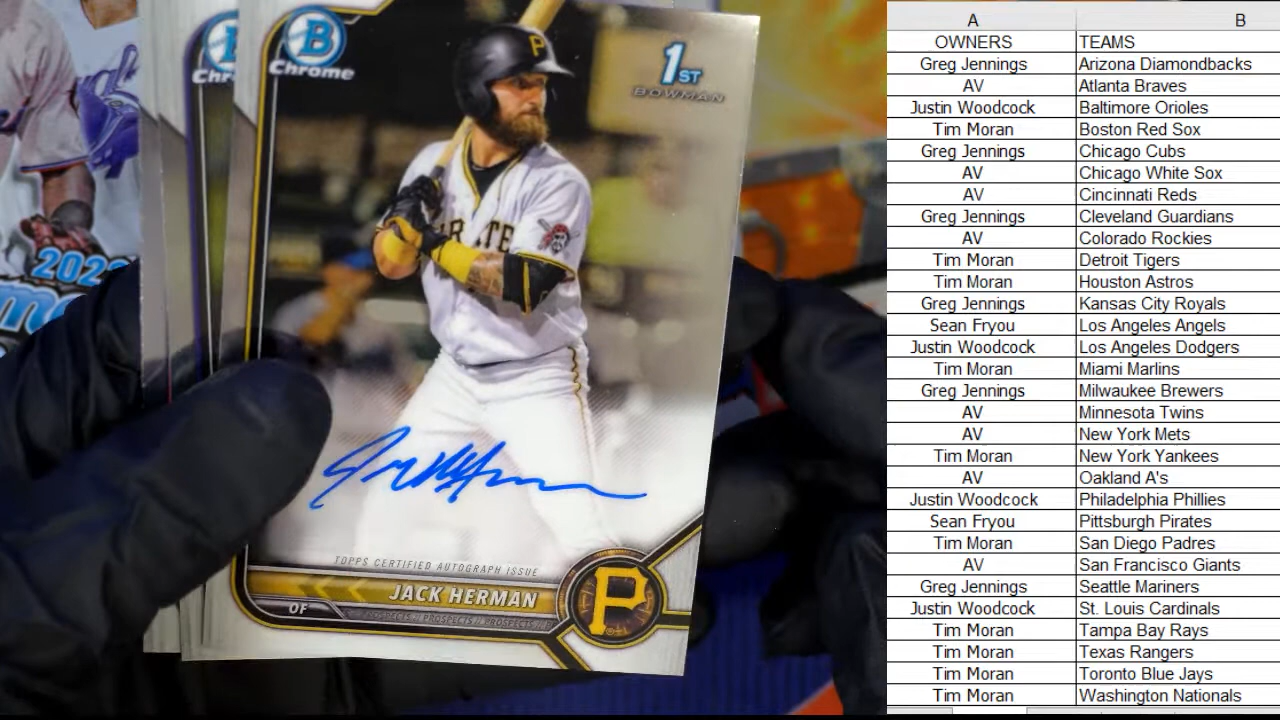 B
Chrome
1ST
BOWMAN
P
TOPPS CERTIFIED AUTOGRAPH ISSUE
JACK HERMAN
OF
PROSPECTS // PROSPECTS // PROSPECTS
P
Chr
A B
OWNERS TEAMS
Greg Jennings Arizona Diamondbacks
AV Atlanta Braves
Justin Woodcock Baltimore Orioles
Tim Moran Boston Red Sox
Greg Jennings Chicago Cubs
AV Chicago White Sox
AV Cincinnati Reds
Greg Jennings Cleveland Guardians
AV Colorado Rockies
Tim Moran Detroit Tigers
Tim Moran Houston Astros
Greg Jennings Kansas City Royals
Sean Fryou Los Angeles Angels
Justin Woodcock Los Angeles Dodgers
Tim Moran Miami Marlins
Greg Jennings Milwaukee Brewers
AV Minnesota Twins
AV New York Mets
Tim Moran New York Yankees
AV Oakland A's
Justin Woodcock Philadelphia Phillies
Sean Fryou Pittsburgh Pirates
Tim Moran San Diego Padres
AV San Francisco Giants
Greg Jennings Seattle Mariners
Justin Woodcock St. Louis Cardinals
Tim Moran Tampa Bay Rays
Tim Moran Texas Rangers
Tim Moran Toronto Blue Jays
Tim Moran Washington Nationals